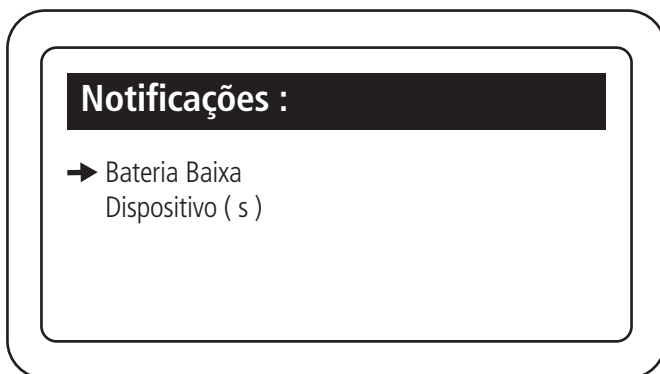 Notificações :
Bateria Baixa
Dispositivo ( s )